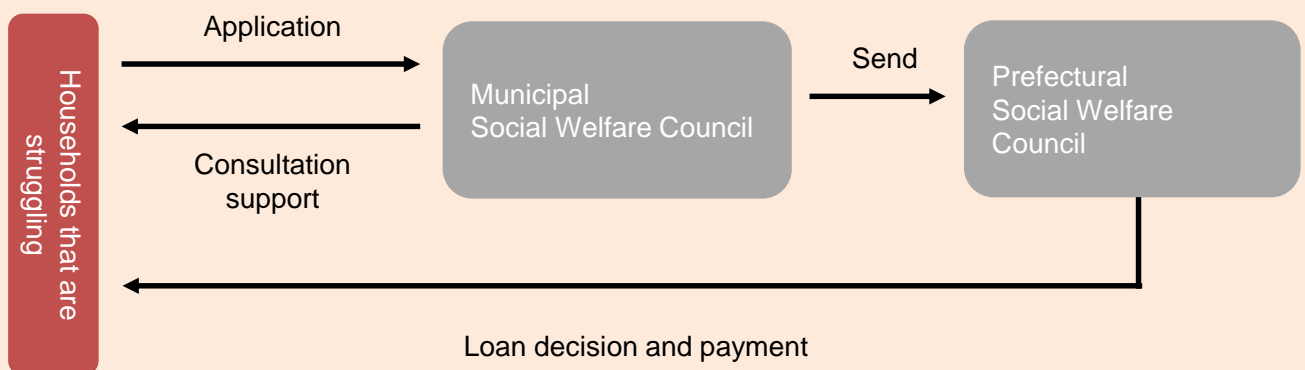 Households that are
struggling
Application
Consultation
support
Municipal
Social Welfare Council
Send
Prefectural
Social Welfare
Council
Loan decision and payment